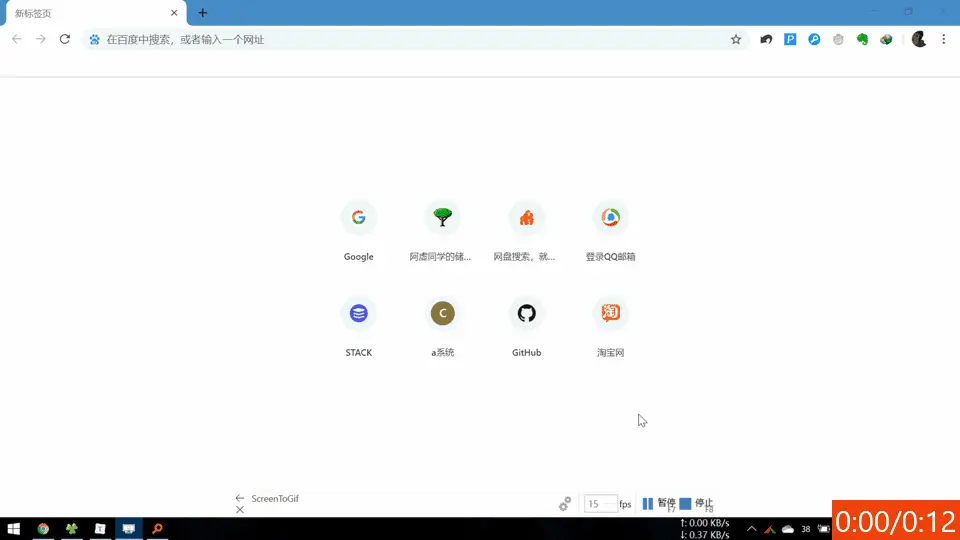 新标签页
在百度中搜索，或者输入一个网址
Google
阿虚同学的储...
网盘搜索，就...
登录QQ邮箱
STACK
C
a系统
GitHub
淘
淘宝网
ScreenToGif
15 fps
暂停 F7
停止 F8
↑: 0.00 KB/s
↓: 0.37 KB/s
38
0:00/0:12